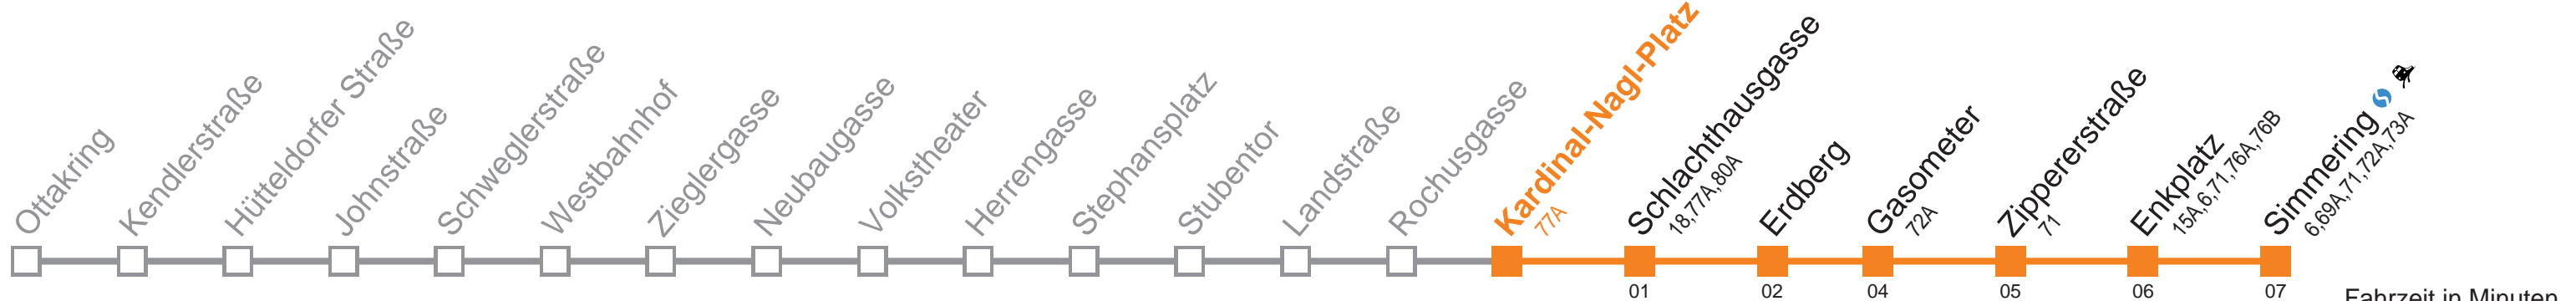 Ottakring
Kendlerstraße
Hütteldorfer Straße
Johnstraße
Schweglerstraße
Westbahnhof
Zieglergasse
Neubaugasse
Volkstheater
Herrengasse
Stephansplatz
Stubentor
Landstraße
Rochusgasse
Kardinal-Nagl-Platz
77A
Schlachthausgasse
18,77A,80A
Erdberg
Gasometer
72A
Zippererstraße
71
Enkplatz
15A,6,71,76A,76B
Simmering
6,69A,71,72A,73A
01
02
04
05
06
07
Fahrzeit in Minuten